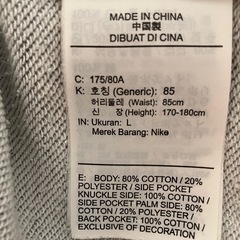 MADE IN CHINA
中国製
DIBUAT DI CINA
C: 175/80A
K: 호칭 (Generic): 85
허리둘레 (Waist): 85cm
신 장 (Height): 170-180cm
IN: Ukuran: L
Merek Barang: Nike
E: BODY: 80% COTTON / 20%
POLYESTER / SIDE POCKET
KNUCKLE SIDE: 100% COTTON /
SIDE POCKET PALM SIDE: 80%
COTTON / 20% POLYESTER /
BACK POCKET: 100% COTTON
EXCLUSIVE OF DECORATION